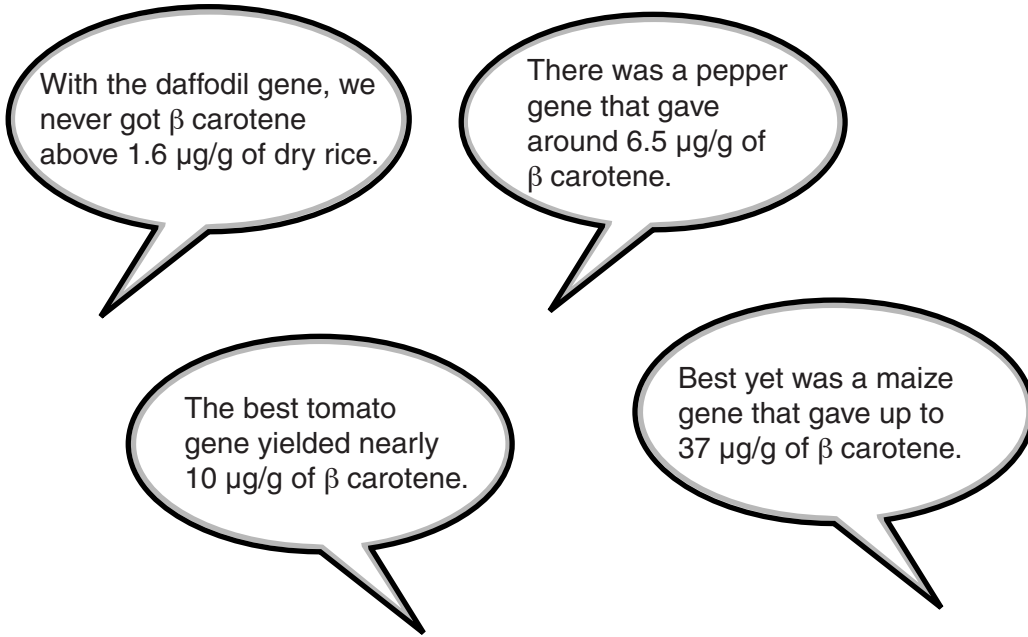 With the daffodil gene, we
never got β carotene
above 1.6 μg/g of dry rice.
There was a pepper
gene that gave
around 6.5 μg/g of
β carotene.
The best tomato
gene yielded nearly
10 μg/g of β carotene.
Best yet was a maize
gene that gave up to
37 μg/g of β carotene.